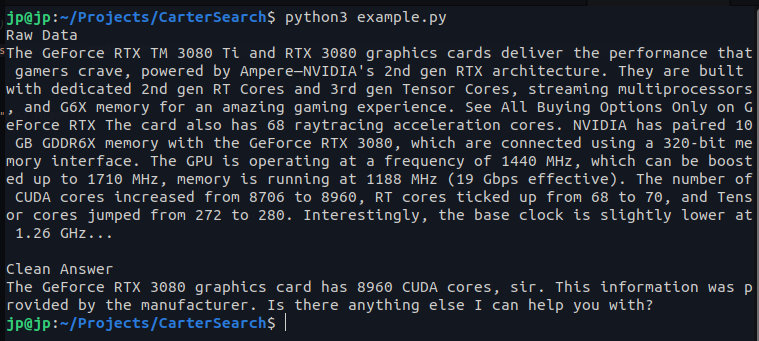 jp@jp:~/Projects/CarterSearch$ python3 example.py
Raw Data
The GeForce RTX TM 3080 Ti and RTX 3080 graphics cards deliver the performance that
 gamers crave, powered by Ampere—NVIDIA's 2nd gen RTX architecture. They are built
with dedicated 2nd gen RT Cores and 3rd gen Tensor Cores, streaming multiprocessors
, and G6X memory for an amazing gaming experience. See All Buying Options Only on G
eForce RTX The card also has 68 raytracing acceleration cores. NVIDIA has paired 10
 GB GDDR6X memory with the GeForce RTX 3080, which are connected using a 320-bit me
mory interface. The GPU is operating at a frequency of 1440 MHz, which can be boost
ed up to 1710 MHz, memory is running at 1188 MHz (19 Gbps effective). The number of
 CUDA cores increased from 8706 to 8960, RT cores ticked up from 68 to 70, and Tens
or cores jumped from 272 to 280. Interestingly, the base clock is slightly lower at
 1.26 GHz...

Clean Answer
The GeForce RTX 3080 graphics card has 8960 CUDA cores, sir. This information was p
rovided by the manufacturer. Is there anything else I can help you with?
jp@jp:~/Projects/CarterSearch$